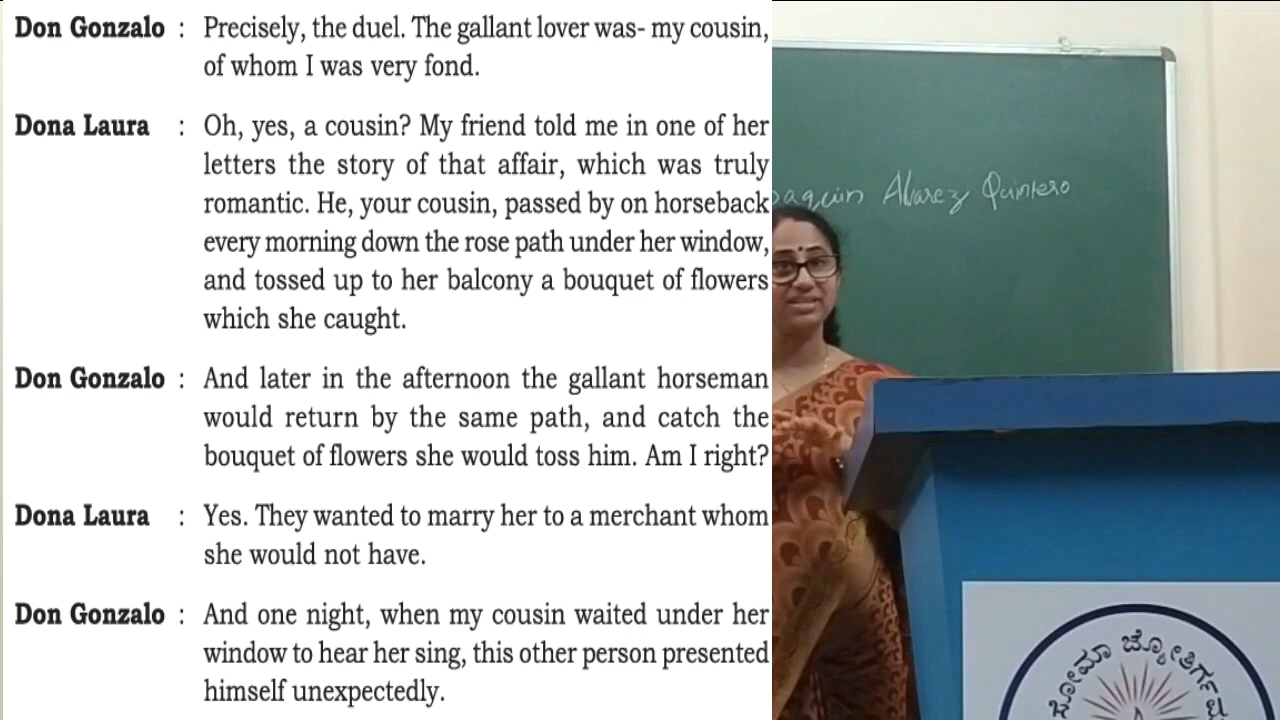 Don Gonzalo : Precisely, the duel. The gallant lover was- my cousin,
of whom I was very fond.
Dona Laura : Oh, yes, a cousin? My friend told me in one of her
letters the story of that affair, which was truly
romantic. He, your cousin, passed by on horseback
every morning down the rose path under her window,
and tossed up to her balcony a bouquet of flowers
which she caught.
Don Gonzalo : And later in the afternoon the gallant horseman
would return by the same path, and catch the
bouquet of flowers she would toss him. Am I right?
Dona Laura : Yes. They wanted to marry her to a merchant whom
she would not have.
Don Gonzalo : And one night, when my cousin waited under her
window to hear her sing, this other person presented
himself unexpectedly.
Alvarez Quintero